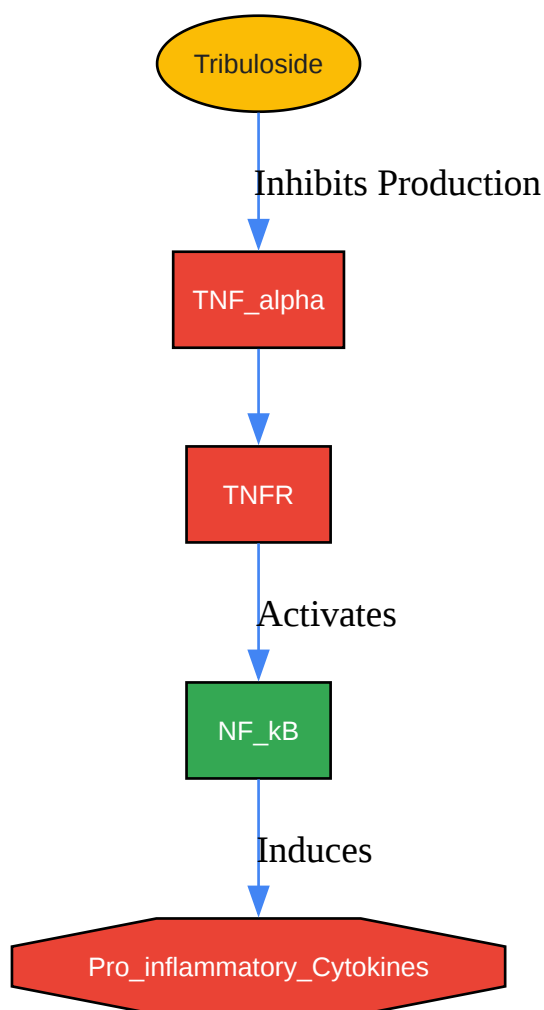 Tribuloside
Inhibits Production
TNF_alpha
TNFR
Activates
NF_kB
Induces
Pro_inflammatory_Cytokines